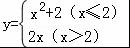 y={x²+2 (x≤2)
2x (x>2)